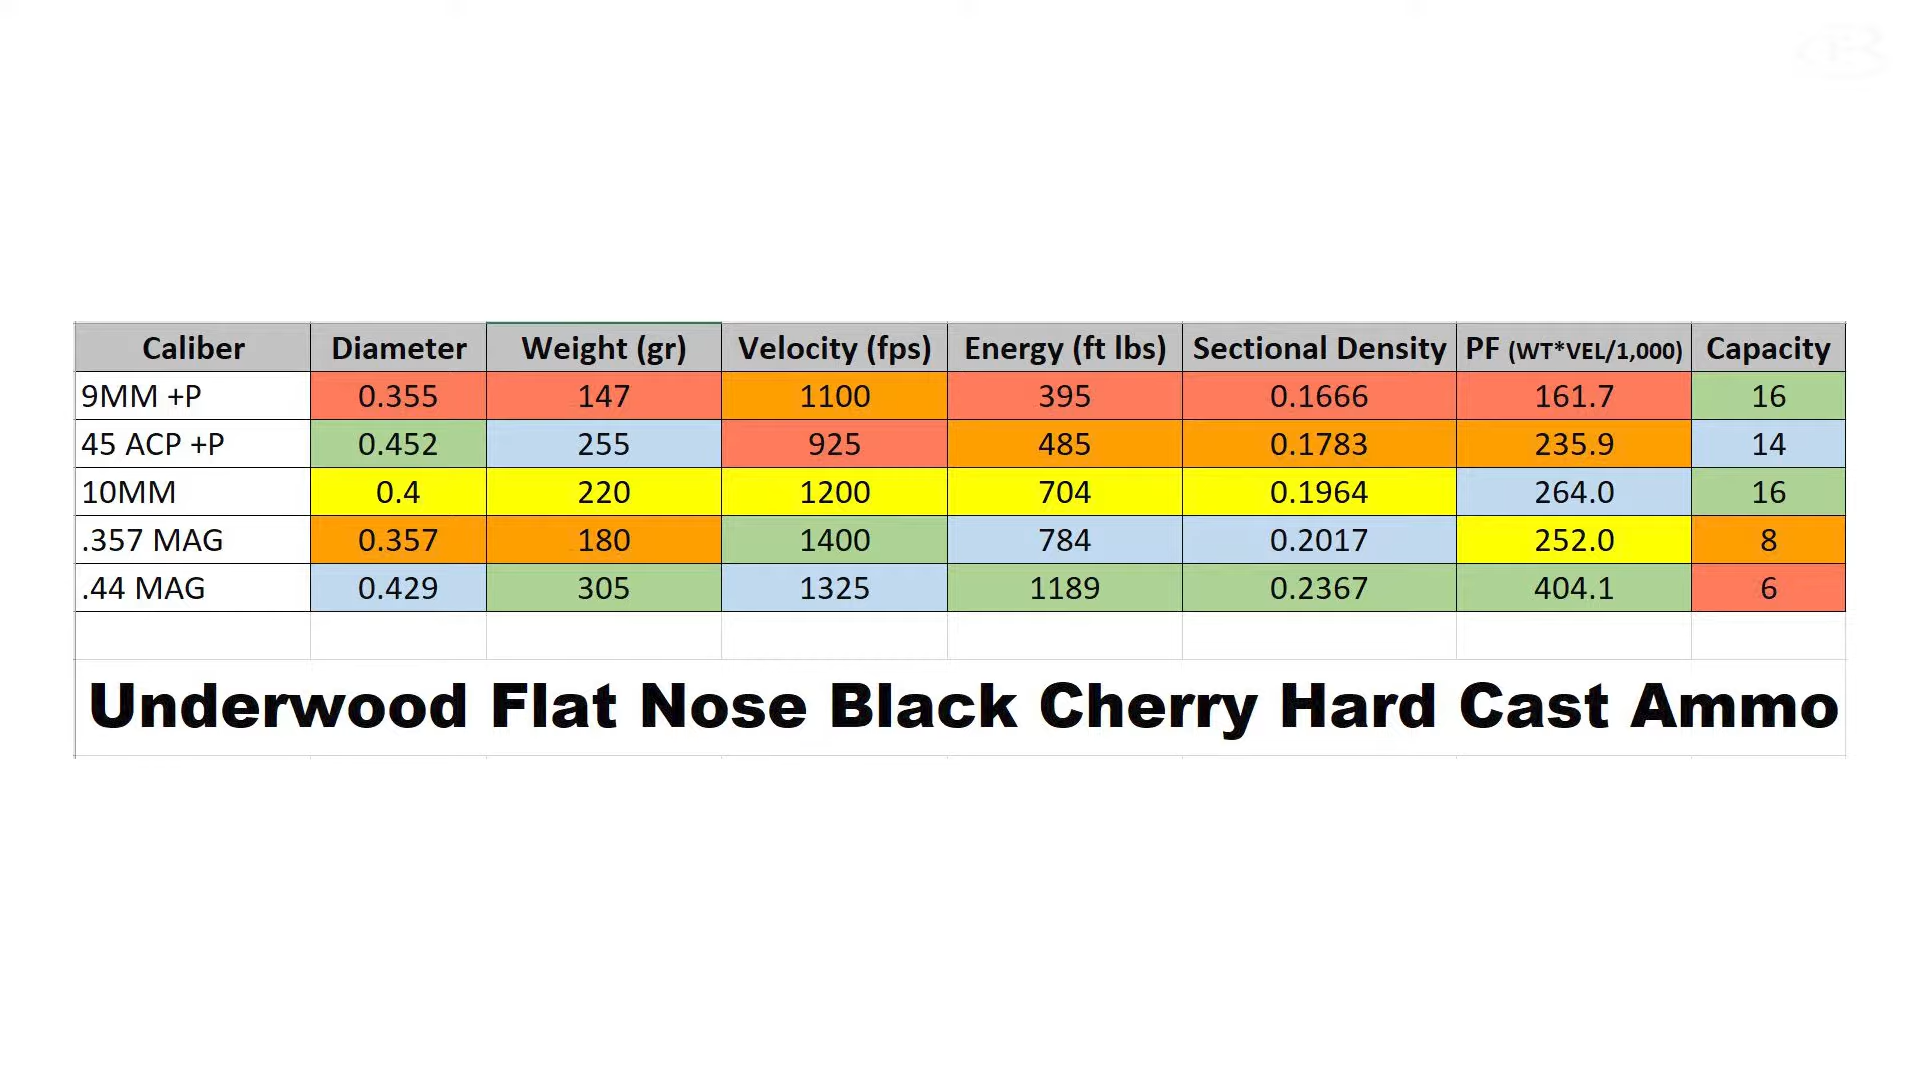 Caliber Diameter Weight (gr) Velocity (fps) Energy (ft lbs) Sectional Density PF (WT*VEL/1,000) Capacity
9MM +P 0.355 147 1100 395 0.1666 161.7 16
45 ACP +P 0.452 255 925 485 0.1783 235.9 14
10MM 0.4 220 1200 704 0.1964 264.0 16
.357 MAG 0.357 180 1400 784 0.2017 252.0 8
.44 MAG 0.429 305 1325 1189 0.2367 404.1 6
Underwood Flat Nose Black Cherry Hard Cast Ammo